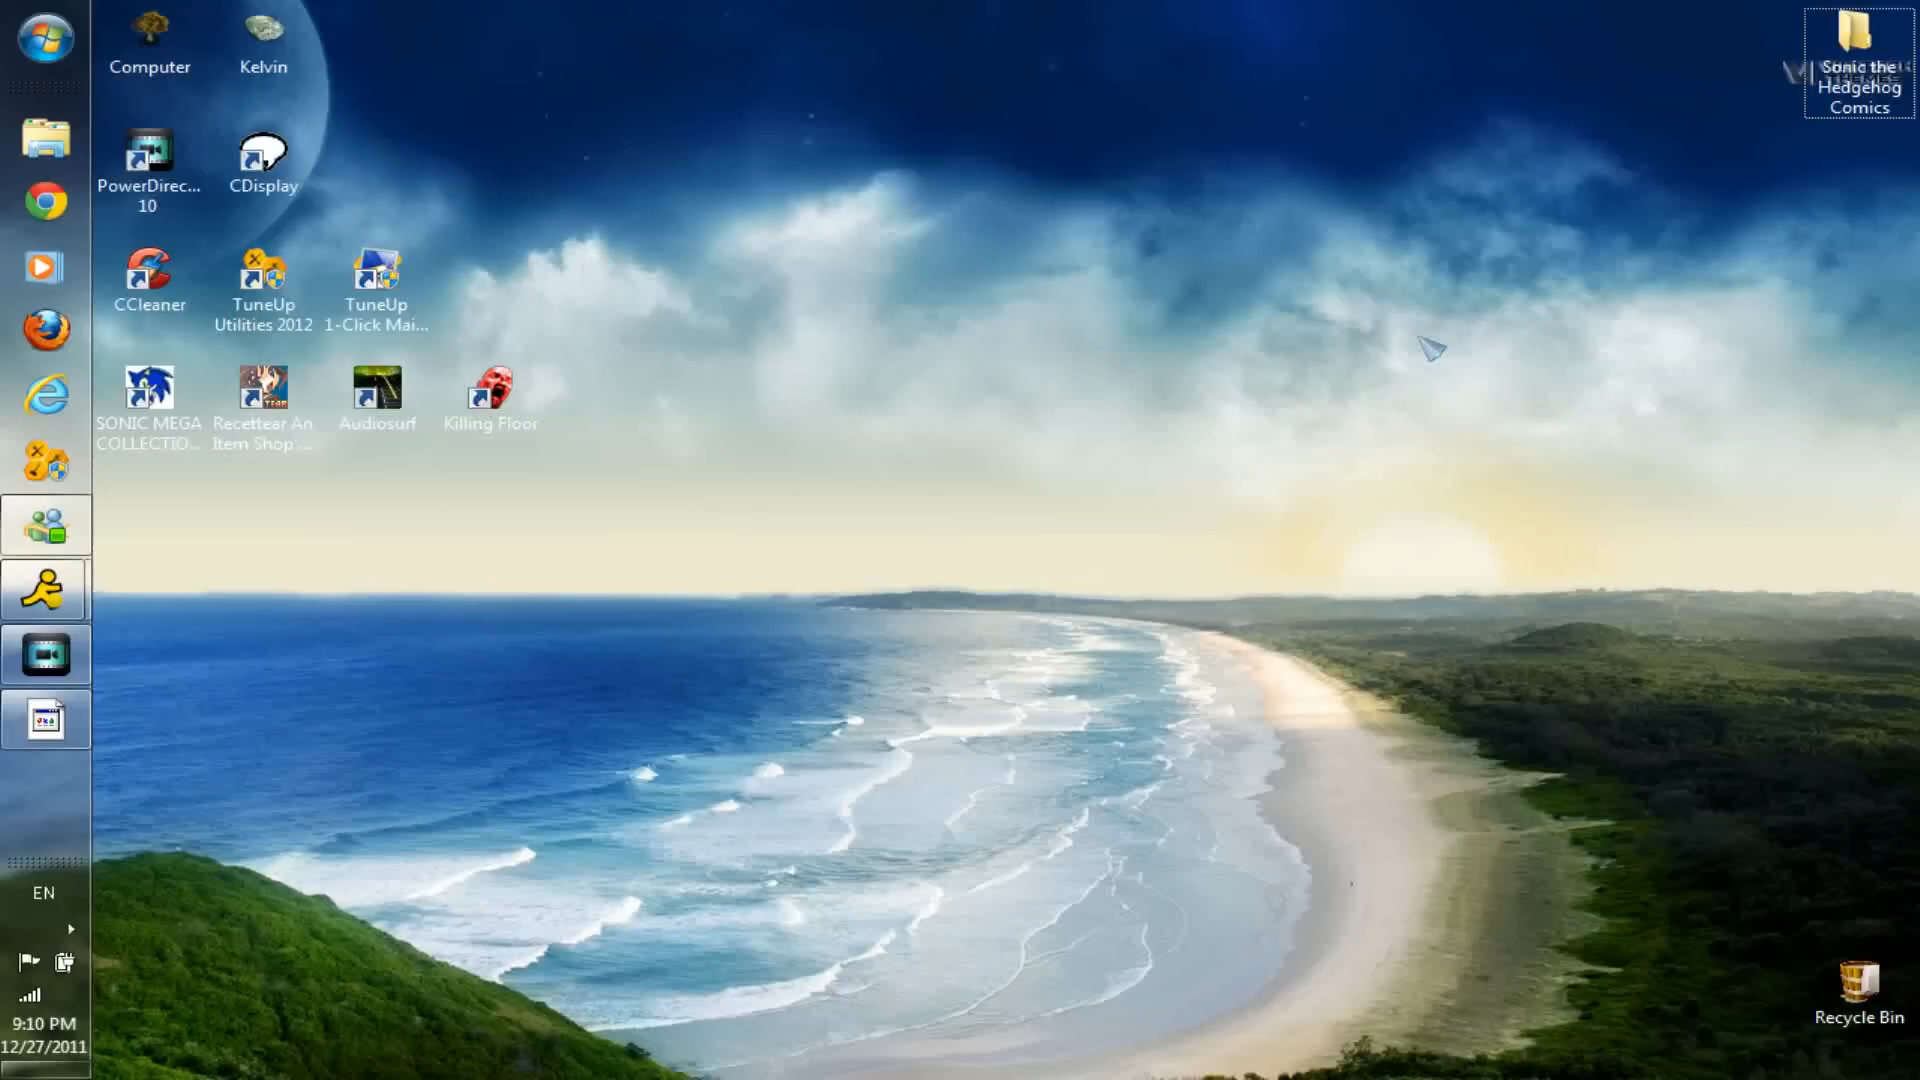 Computer
Kelvin
Sonic the
Hedgehog
Comics
PowerDirec...
10
CDisplay
CCleaner
TuneUp
Utilities 2012
TuneUp
1-Click Mai...
SONIC MEGA
COLLECTIO...
Recettear An
Item Shop ...
Audiosurf
Killing Floor
EN
9:10 PM
12/27/2011
Recycle Bin